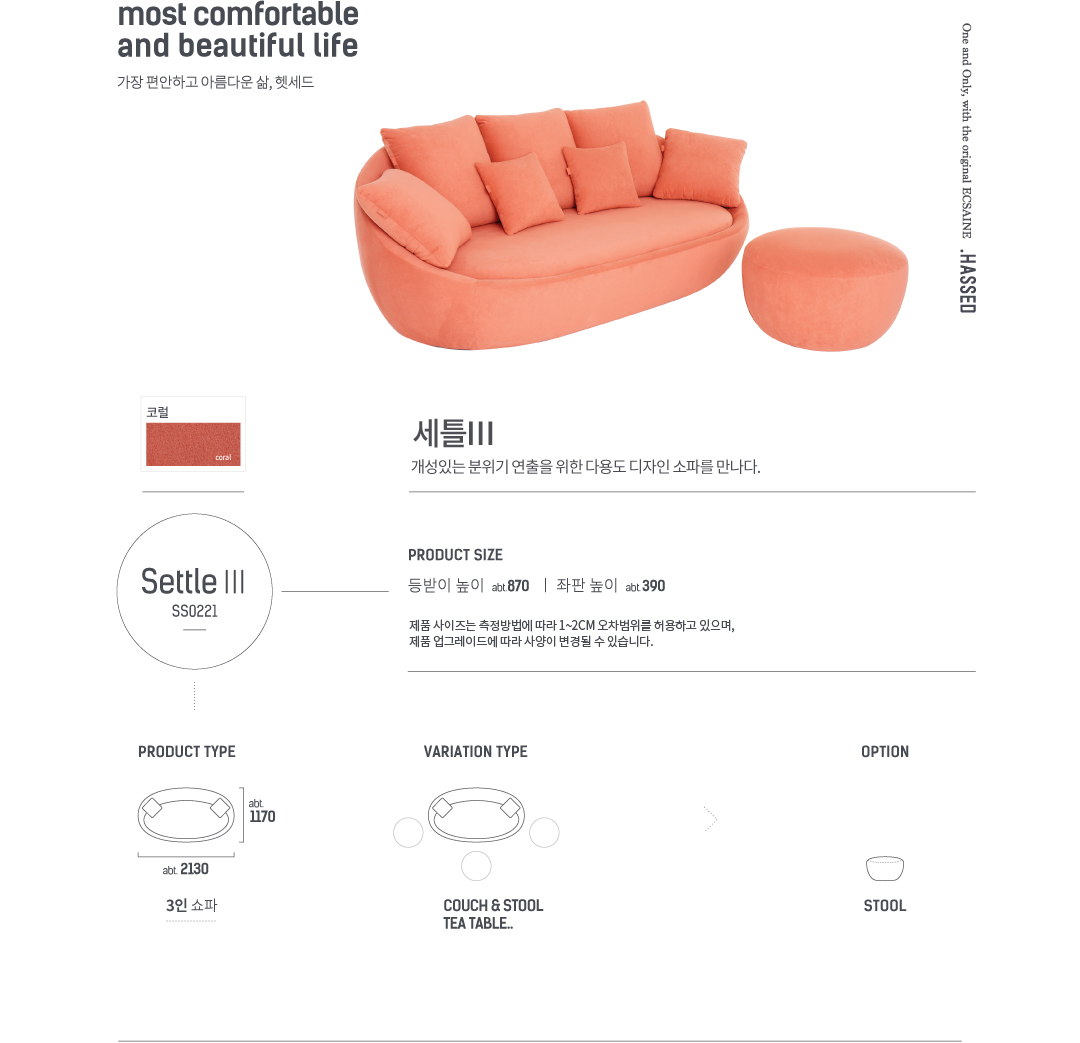 most comfortable
and beautiful life
가장 편안하고 아름다운 삶, 헷세드
One and Only, with the original ECSAINE .HASSED
코럴
coral
세틀III
개성있는 분위기 연출을 위한 다용도 디자인 소파를 만나다.
Settle III
SS0221
PRODUCT SIZE
등받이 높이 abt.870 | 좌판 높이 abt.390
제품 사이즈는 측정방법에 따라 1~2CM 오차범위를 허용하고 있으며,
제품 업그레이드에 따라 사양이 변경될 수 있습니다.
PRODUCT TYPE
abt.
1170
abt. 2130
3인 쇼파
VARIATION TYPE
COUCH & STOOL
TEA TABLE..
OPTION
STOOL